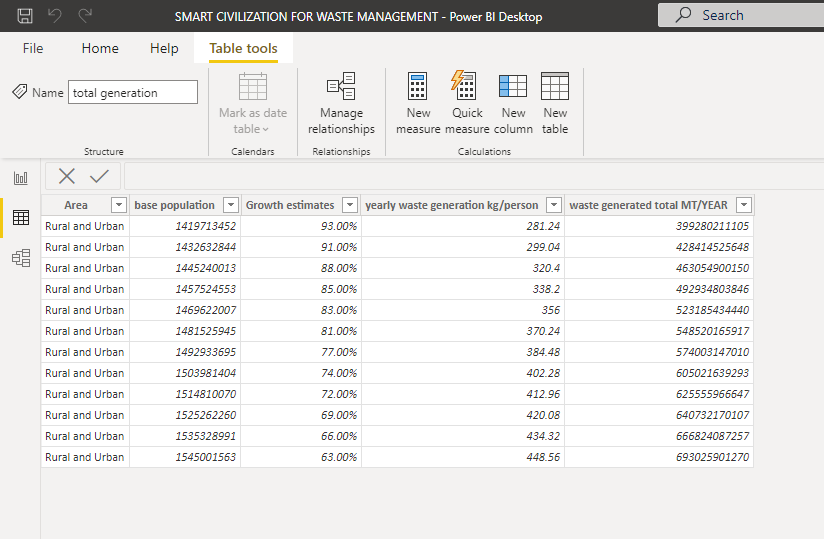 SMART CIVILIZATION FOR WASTE MANAGEMENT - Power BI Desktop
Search
File Home Help Table tools
Name total generation
Mark as date table
Manage relationships
New measure
Quick measure
New column
New table
Structure Calendars Relationships Calculations
Area base population Growth estimates yearly waste generation kg/person waste generated total MT/YEAR
Rural and Urban 1419713452 93.00% 281.24 399280211105
Rural and Urban 1432632844 91.00% 299.04 428414525648
Rural and Urban 1445240013 88.00% 320.4 463054900150
Rural and Urban 1457524553 85.00% 338.2 492934803846
Rural and Urban 1469622007 83.00% 356 523185434440
Rural and Urban 1481525945 81.00% 370.24 548520165917
Rural and Urban 1492933695 77.00% 384.48 574003147010
Rural and Urban 1503981404 74.00% 402.28 605021639293
Rural and Urban 1514810070 72.00% 412.96 625555966647
Rural and Urban 1525262260 69.00% 420.08 640732170107
Rural and Urban 1535328991 66.00% 434.32 666824087257
Rural and Urban 1545001563 63.00% 448.56 693025901270